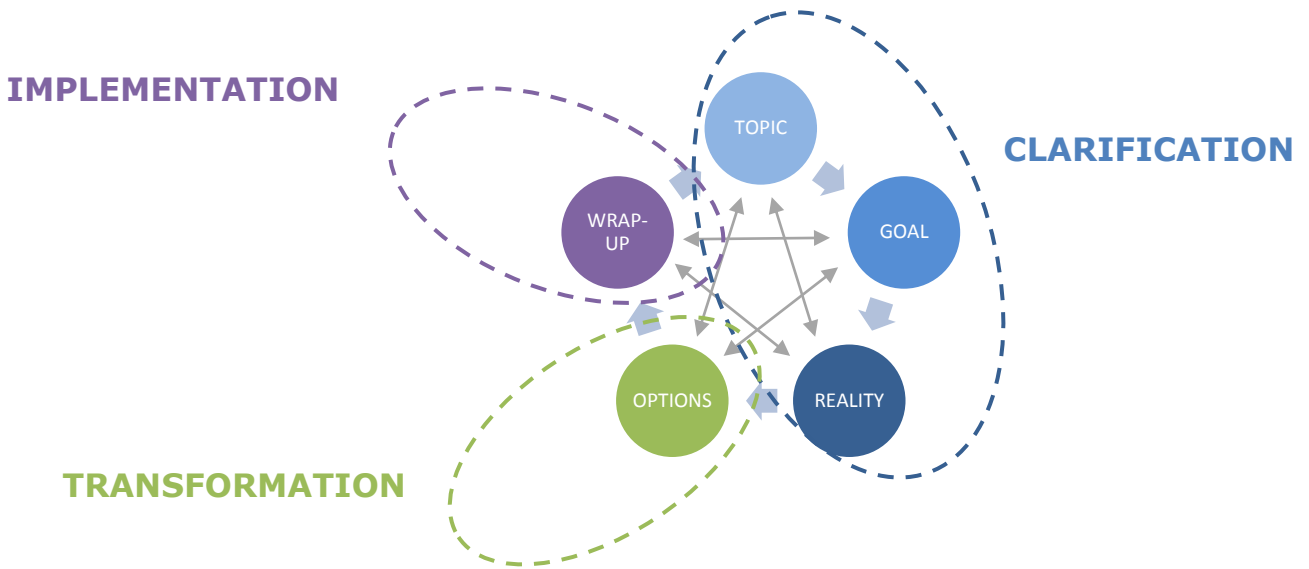 IMPLEMENTATION
TOPIC
CLARIFICATION
WRAP-
UP
GOAL
OPTIONS
REALITY
TRANSFORMATION